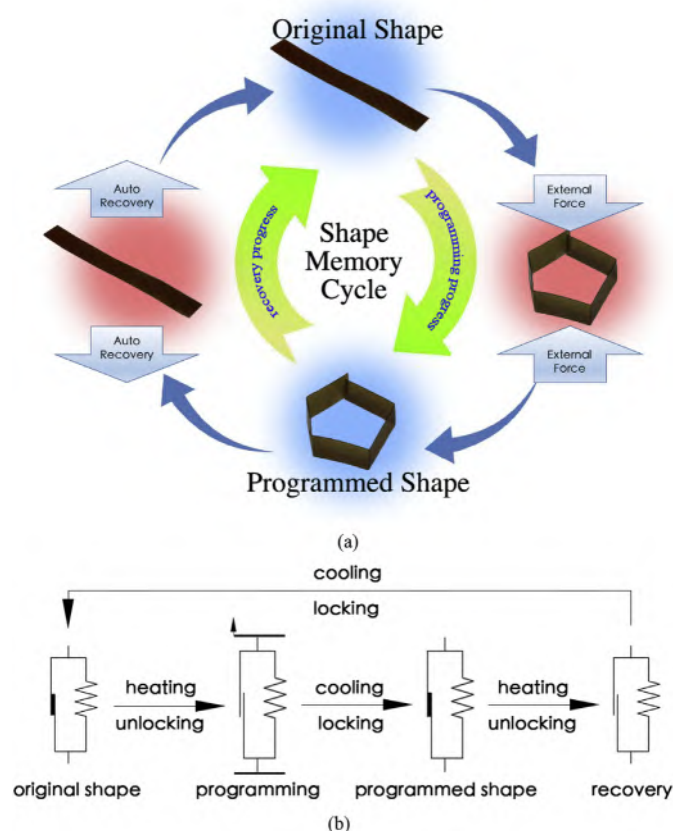 Original Shape
Auto
Recovery
External
Force
recovery progress
programming progress
Shape
Memory
Cycle
Auto
Recovery
External
Force
Programmed Shape
(a)
cooling
locking
heating
unlocking
cooling
locking
heating
unlocking
original shape
programming
programmed shape
recovery
(b)